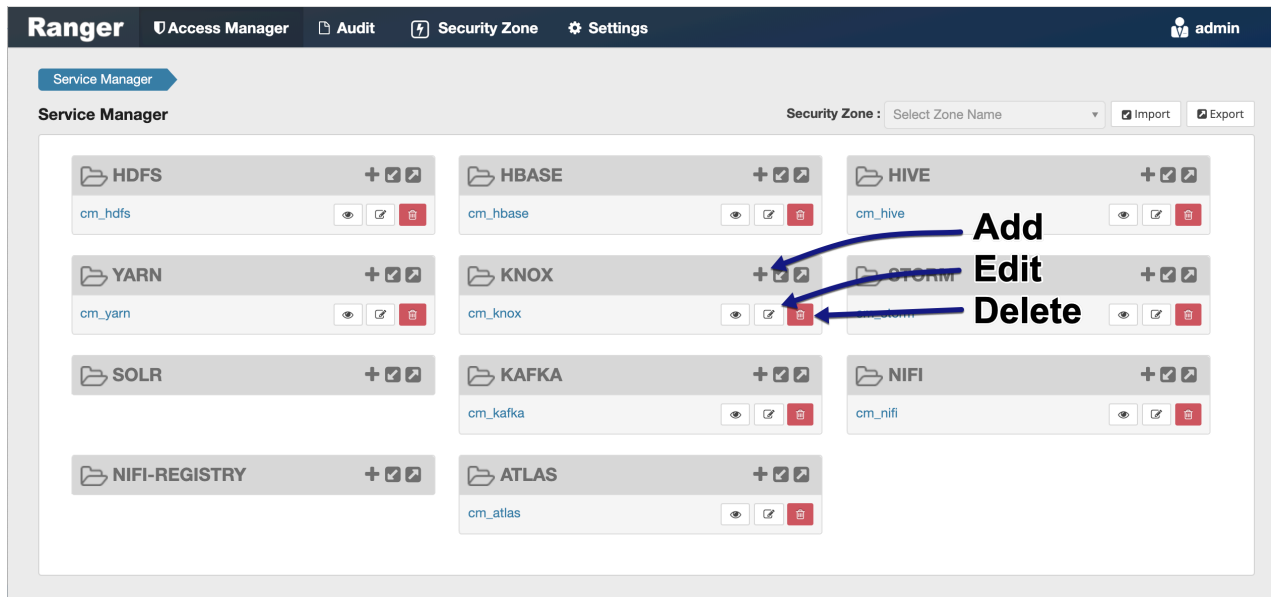 Ranger Access Manager Audit Security Zone Settings admin
Service Manager
Service Manager Security Zone : Select Zone Name Import Export
HDFS HBASE HIVE
cm_hdfs cm_hbase cm_hive
Add
YARN KNOX STORM Edit
cm_yarn cm_knox cm_storm Delete
SOLR KAFKA NIFI
cm_kafka cm_nifi
NIFI-REGISTRY ATLAS
cm_atlas